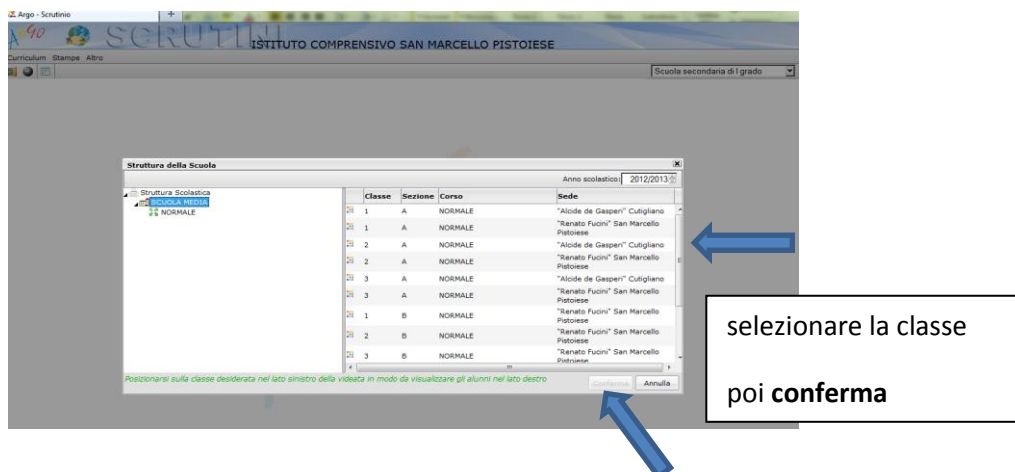 Argo - Scrutinio
+
Argo SCRUTINI ISTITUTO COMPRENSIVO SAN MARCELLO PISTOIESE
Curriculum Stampe Altro
Scuola secondaria di I grado
Struttura della Scuola
Anno scolastico: 2012/2013
Struttura Scolastica
SCUOLA MEDIA
NORMALE
Classe Sezione Corso Sede
1 A NORMALE "Alcide de Gasperi" Cutigliano
1 A NORMALE "Renato Fucini" San Marcello
Pistoiese
2 A NORMALE "Alcide de Gasperi" Cutigliano
2 A NORMALE "Renato Fucini" San Marcello
Pistoiese
3 A NORMALE "Alcide de Gasperi" Cutigliano
3 A NORMALE "Renato Fucini" San Marcello
Pistoiese
1 B NORMALE "Renato Fucini" San Marcello
Pistoiese
2 B NORMALE "Renato Fucini" San Marcello
Pistoiese
3 B NORMALE "Renato Fucini" San Marcello
Pistoiese
Posizionarsi sulla classe desiderata nel lato sinistro della videata in modo da visualizzare gli alunni nel lato destro
Conferma Annulla
selezionare la classe
poi conferma